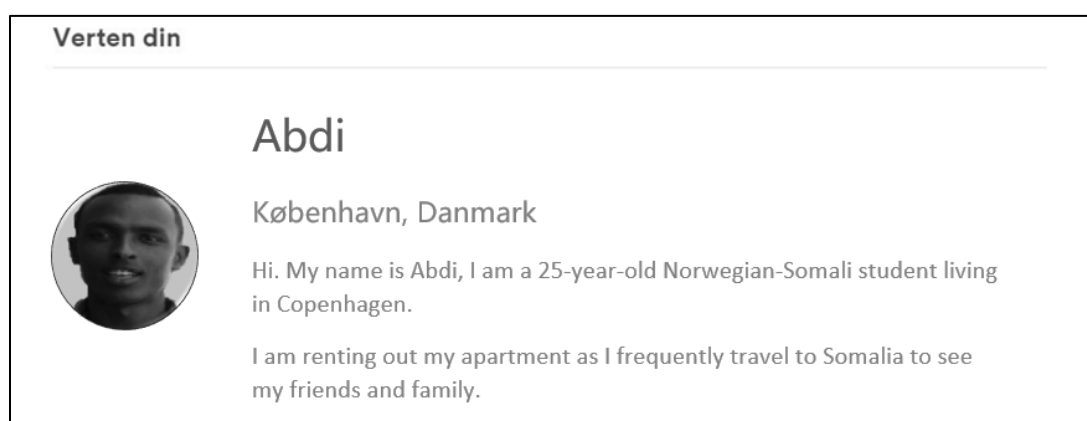 Verten din
Abdi
København, Danmark
Hi. My name is Abdi, I am a 25-year-old Norwegian-Somali student living
in Copenhagen.
I am renting out my apartment as I frequently travel to Somalia to see
my friends and family.